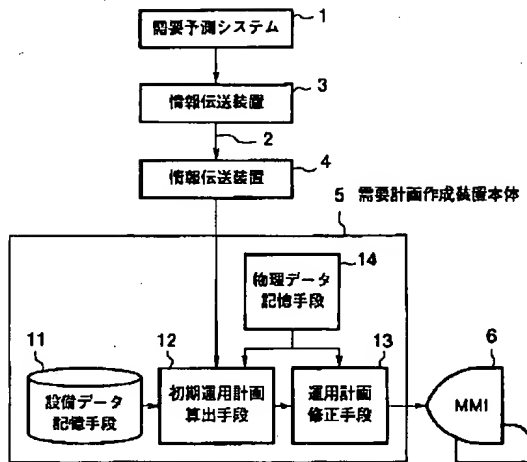 需要予測システム
1
情報伝送装置
3
2
4
情報伝送装置
5 需要計画作成装置本体
物理データ
記憶手段
14
11
設備データ
記憶手段
12
初期運用計画
算出手段
13
運用計画
修正手段
6
MMI